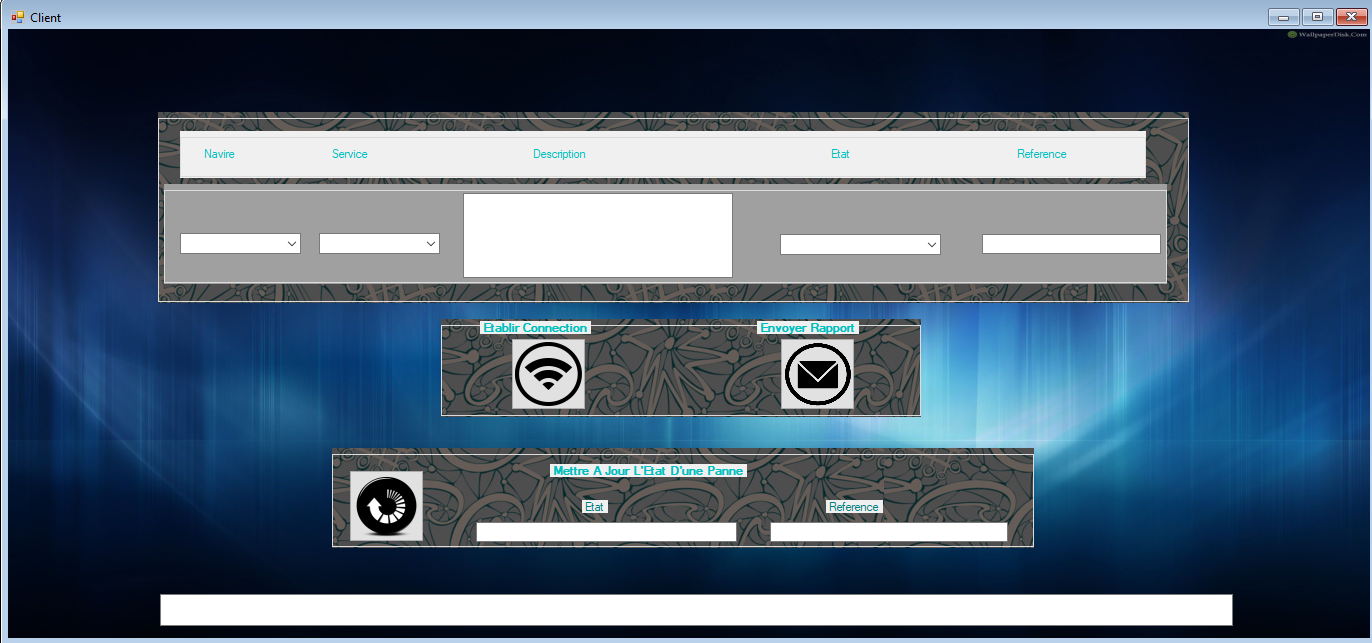 Client
WallpaperDisk.Com
Navire Service Description Etat Reference
Etablir Connection Envoyer Rapport
Mettre A Jour L'Etat D'une Panne
Etat Reference